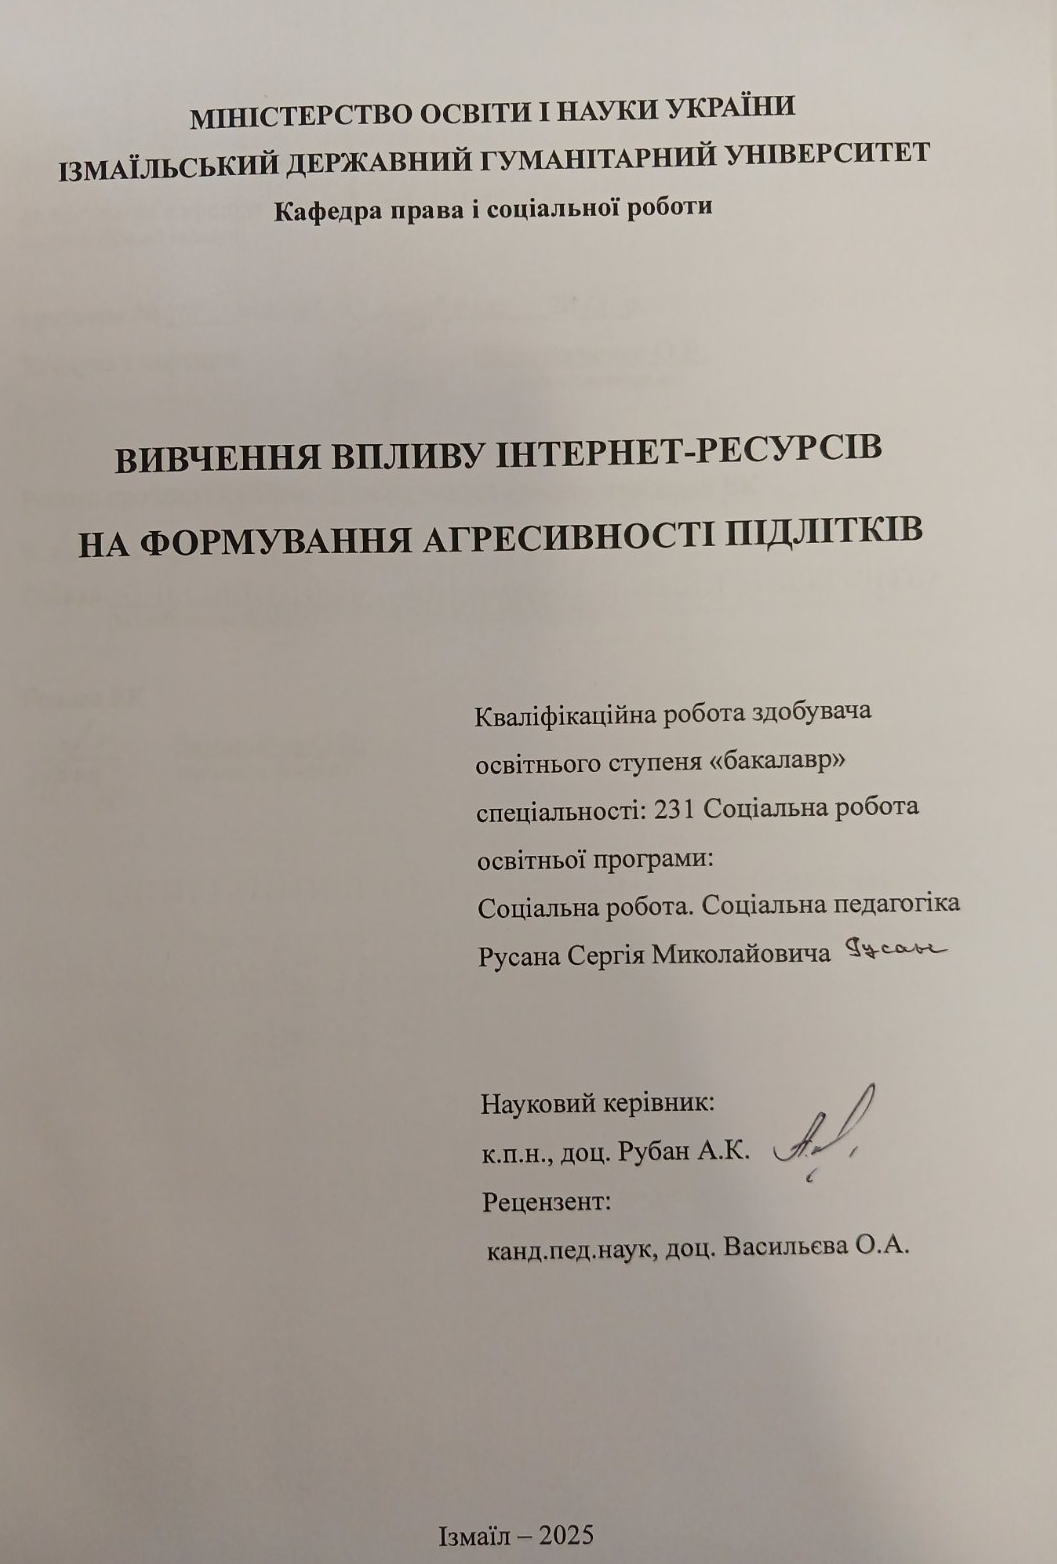 МІНІСТЕРСТВО ОСВІТИ І НАУКИ УКРАЇНИ
ІЗМАЇЛЬСЬКИЙ ДЕРЖАВНИЙ ГУМАНІТАРНИЙ УНІВЕРСИТЕТ
Кафедра права і соціальної роботи
ВИВЧЕННЯ ВПЛИВУ ІНТЕРНЕТ-РЕСУРСІВ
НА ФОРМУВАННЯ АГРЕСИВНОСТІ ПІДЛІТКІВ
Кваліфікаційна робота здобувача
освітнього ступеня «бакалавр»
спеціальності: 231 Соціальна робота
освітньої програми:
Соціальна робота. Соціальна педагогіка
Русана Сергія Миколайовича Русан
Науковий керівник:
к.п.н., доц. Рубан А.К.
Рецензент:
канд.пед.наук, доц. Васильєва О.А.
Ізмаїл – 2025